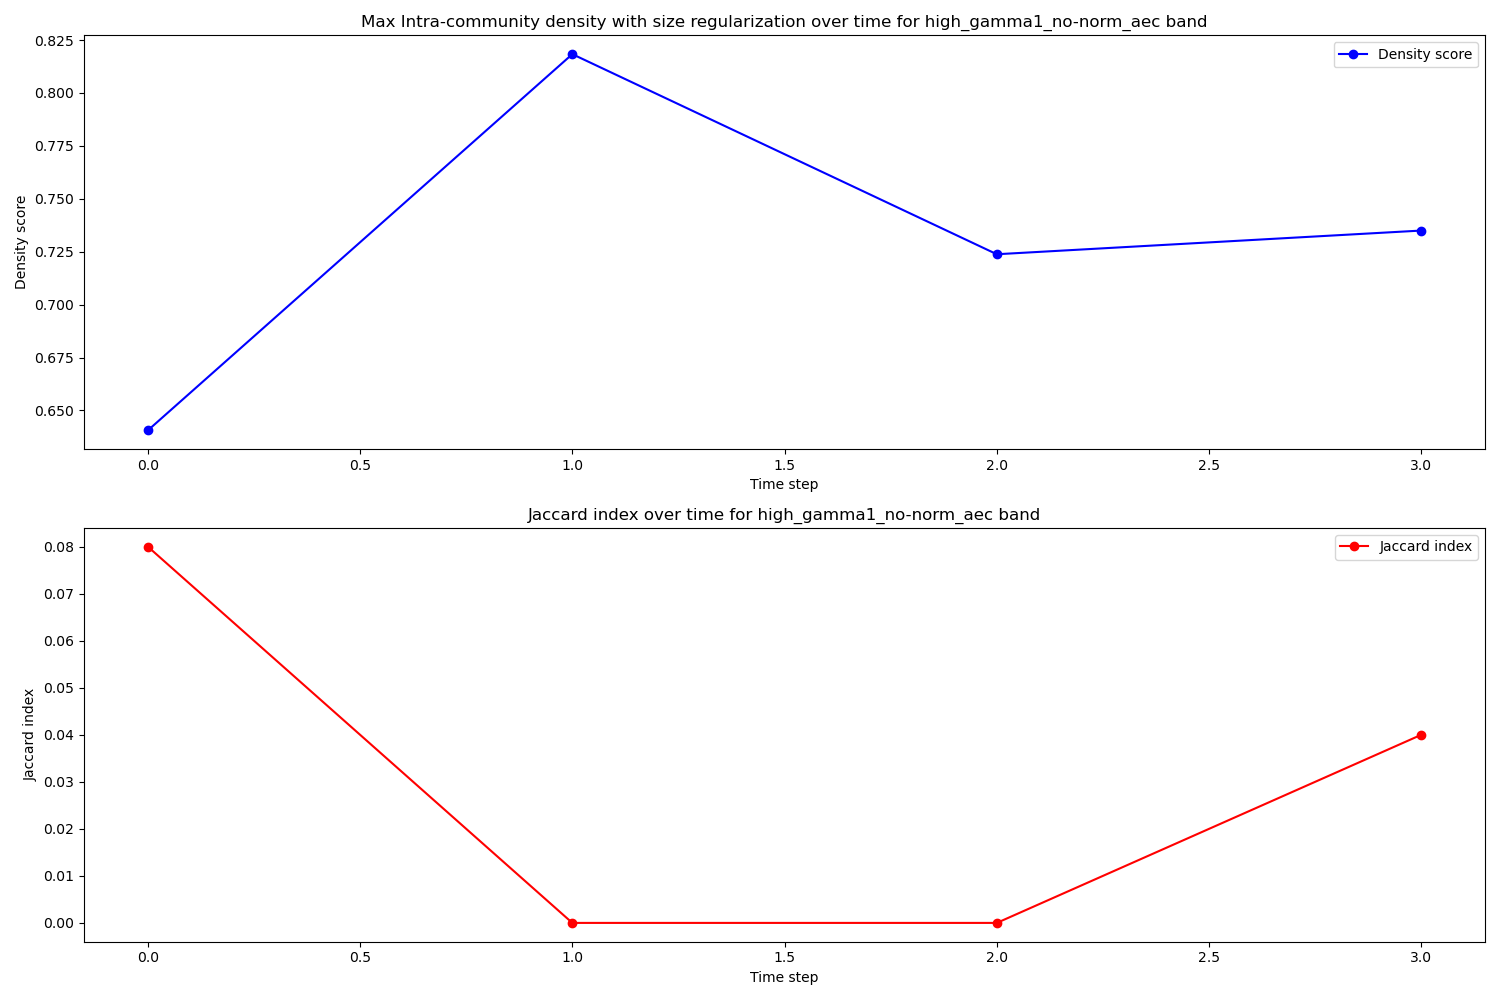 Max Intra-community density with size regularization over time for high_gamma1_no-norm_aec band
0.825
0.800
0.775
0.750
0.725
0.700
0.675
0.650
Density score
Density score
0.0 0.5 1.0 1.5 2.0 2.5 3.0
Time step
Jaccard index over time for high_gamma1_no-norm_aec band
0.08
0.07
0.06
0.05
0.04
0.03
0.02
0.01
0.00
Jaccard index
Jaccard index
0.0 0.5 1.0 1.5 2.0 2.5 3.0
Time step